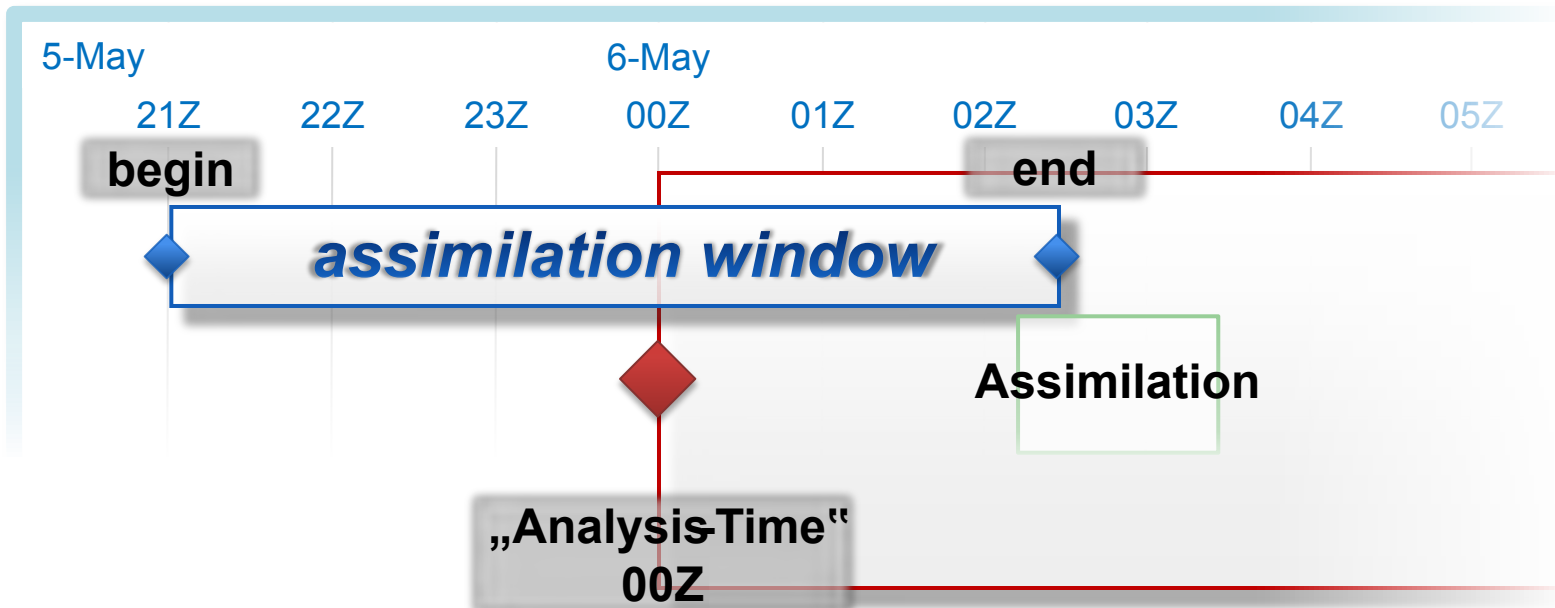 5-May 6-May
21Z 22Z 23Z 00Z 01Z 02Z 03Z 04Z 05Z
begin end
assimilation window
Assimilation
„Analysis-Time‟
00Z